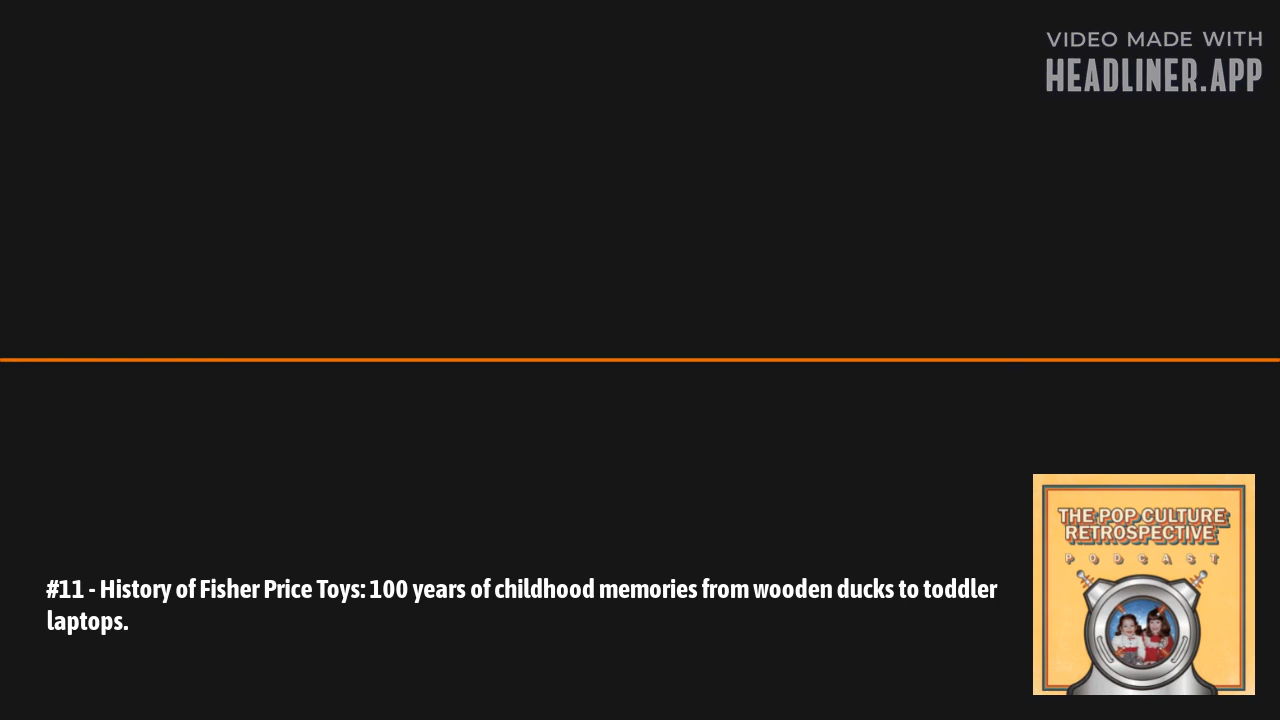 VIDEO MADE WITH
HEADLINER.APP
#11 - History of Fisher Price Toys: 100 years of childhood memories from wooden ducks to toddler
laptops.
THE POP CULTURE
RETROSPECTIVE
PODCAST